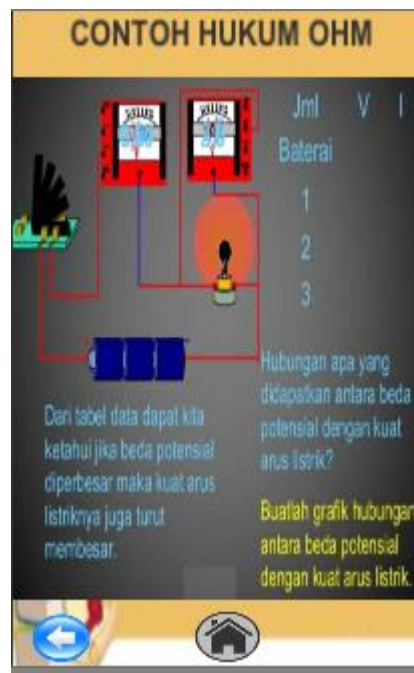 CONTOH HUKUM OHM
Jml V I
Baterai
1
2
3
Hubungan apa yang
didapatkan antara beda
potensial dengan kuat
arus listrik?
Dari tabel data dapat kita
ketahui jika beda potensial
diperbesar maka kuat arus
listriknya juga turut
membesar.
Buatlah grafik hubungan
antara beda potensial
dengan kuat arus listrik.